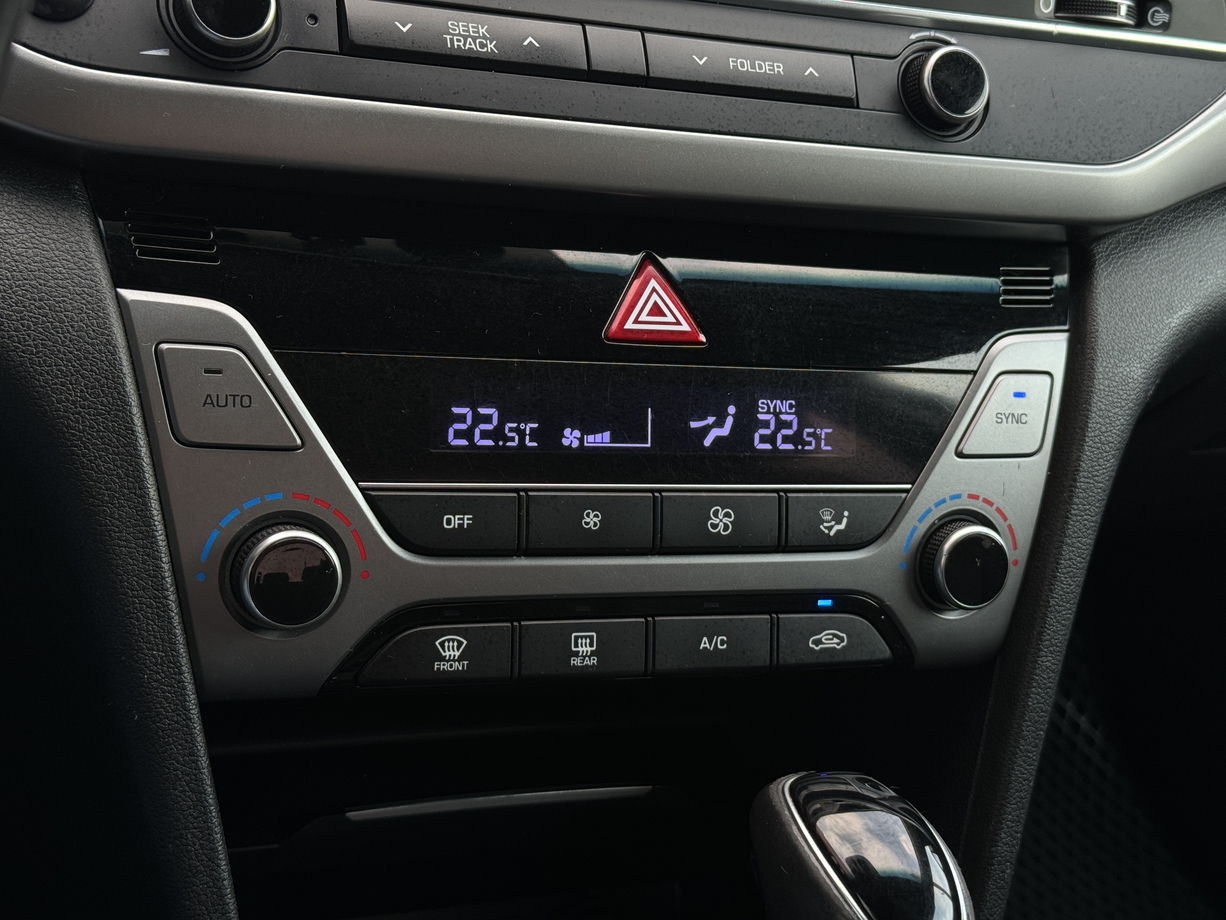 SEEK
TRACK
FOLDER
AUTO
22.5℃
SYNC
22.5℃
SYNC
OFF
FRONT
REAR
A/C